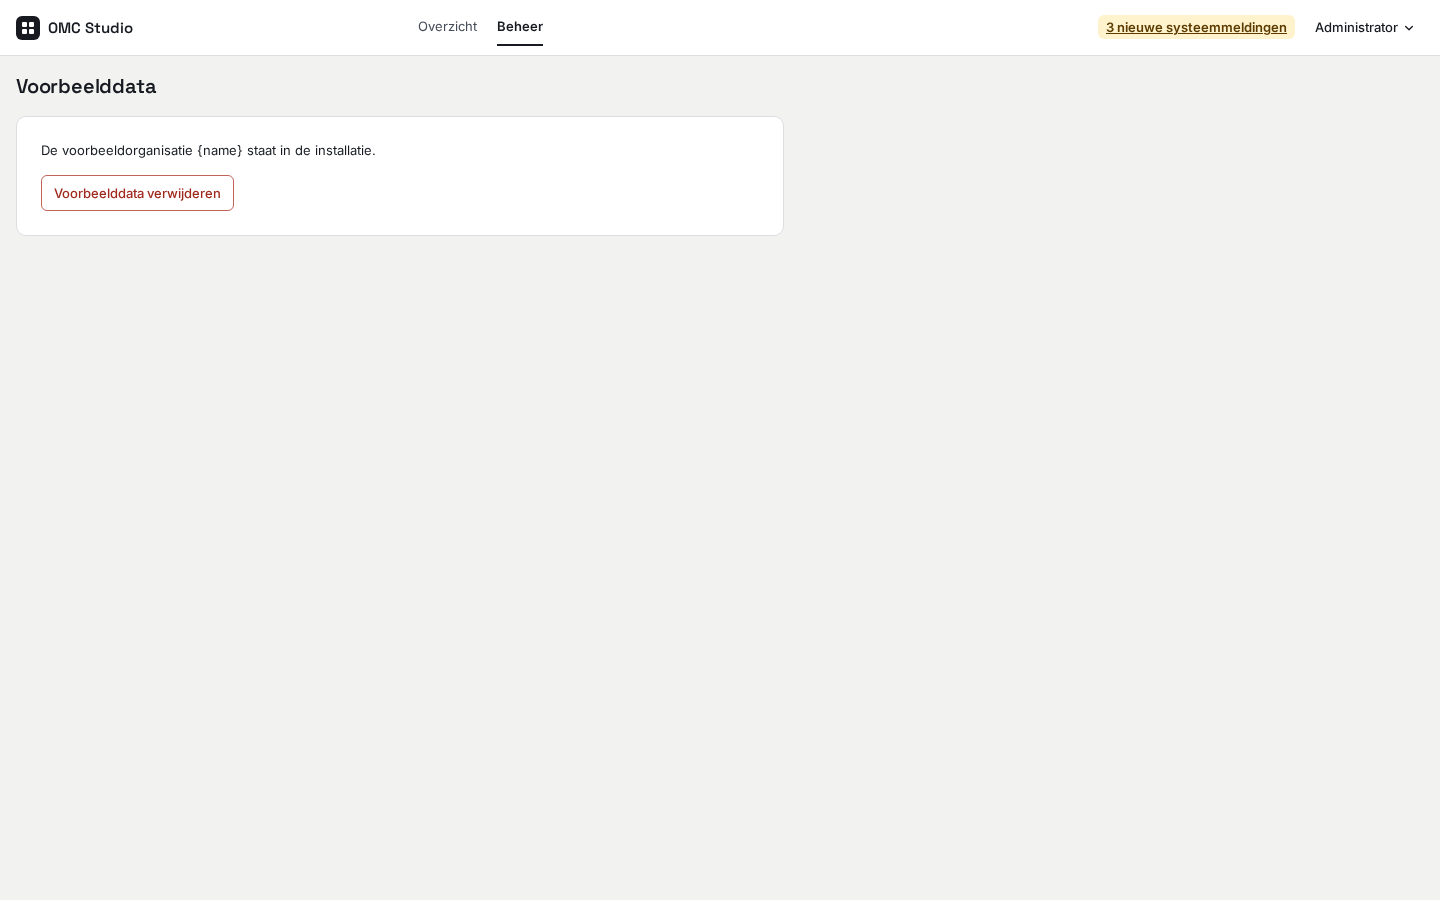 OMC Studio
Overzicht
Beheer
3 nieuwe systeemmeldingen
Administrator
Voorbeelddata
De voorbeeldorganisatie {name} staat in de installatie.
Voorbeelddata verwijderen